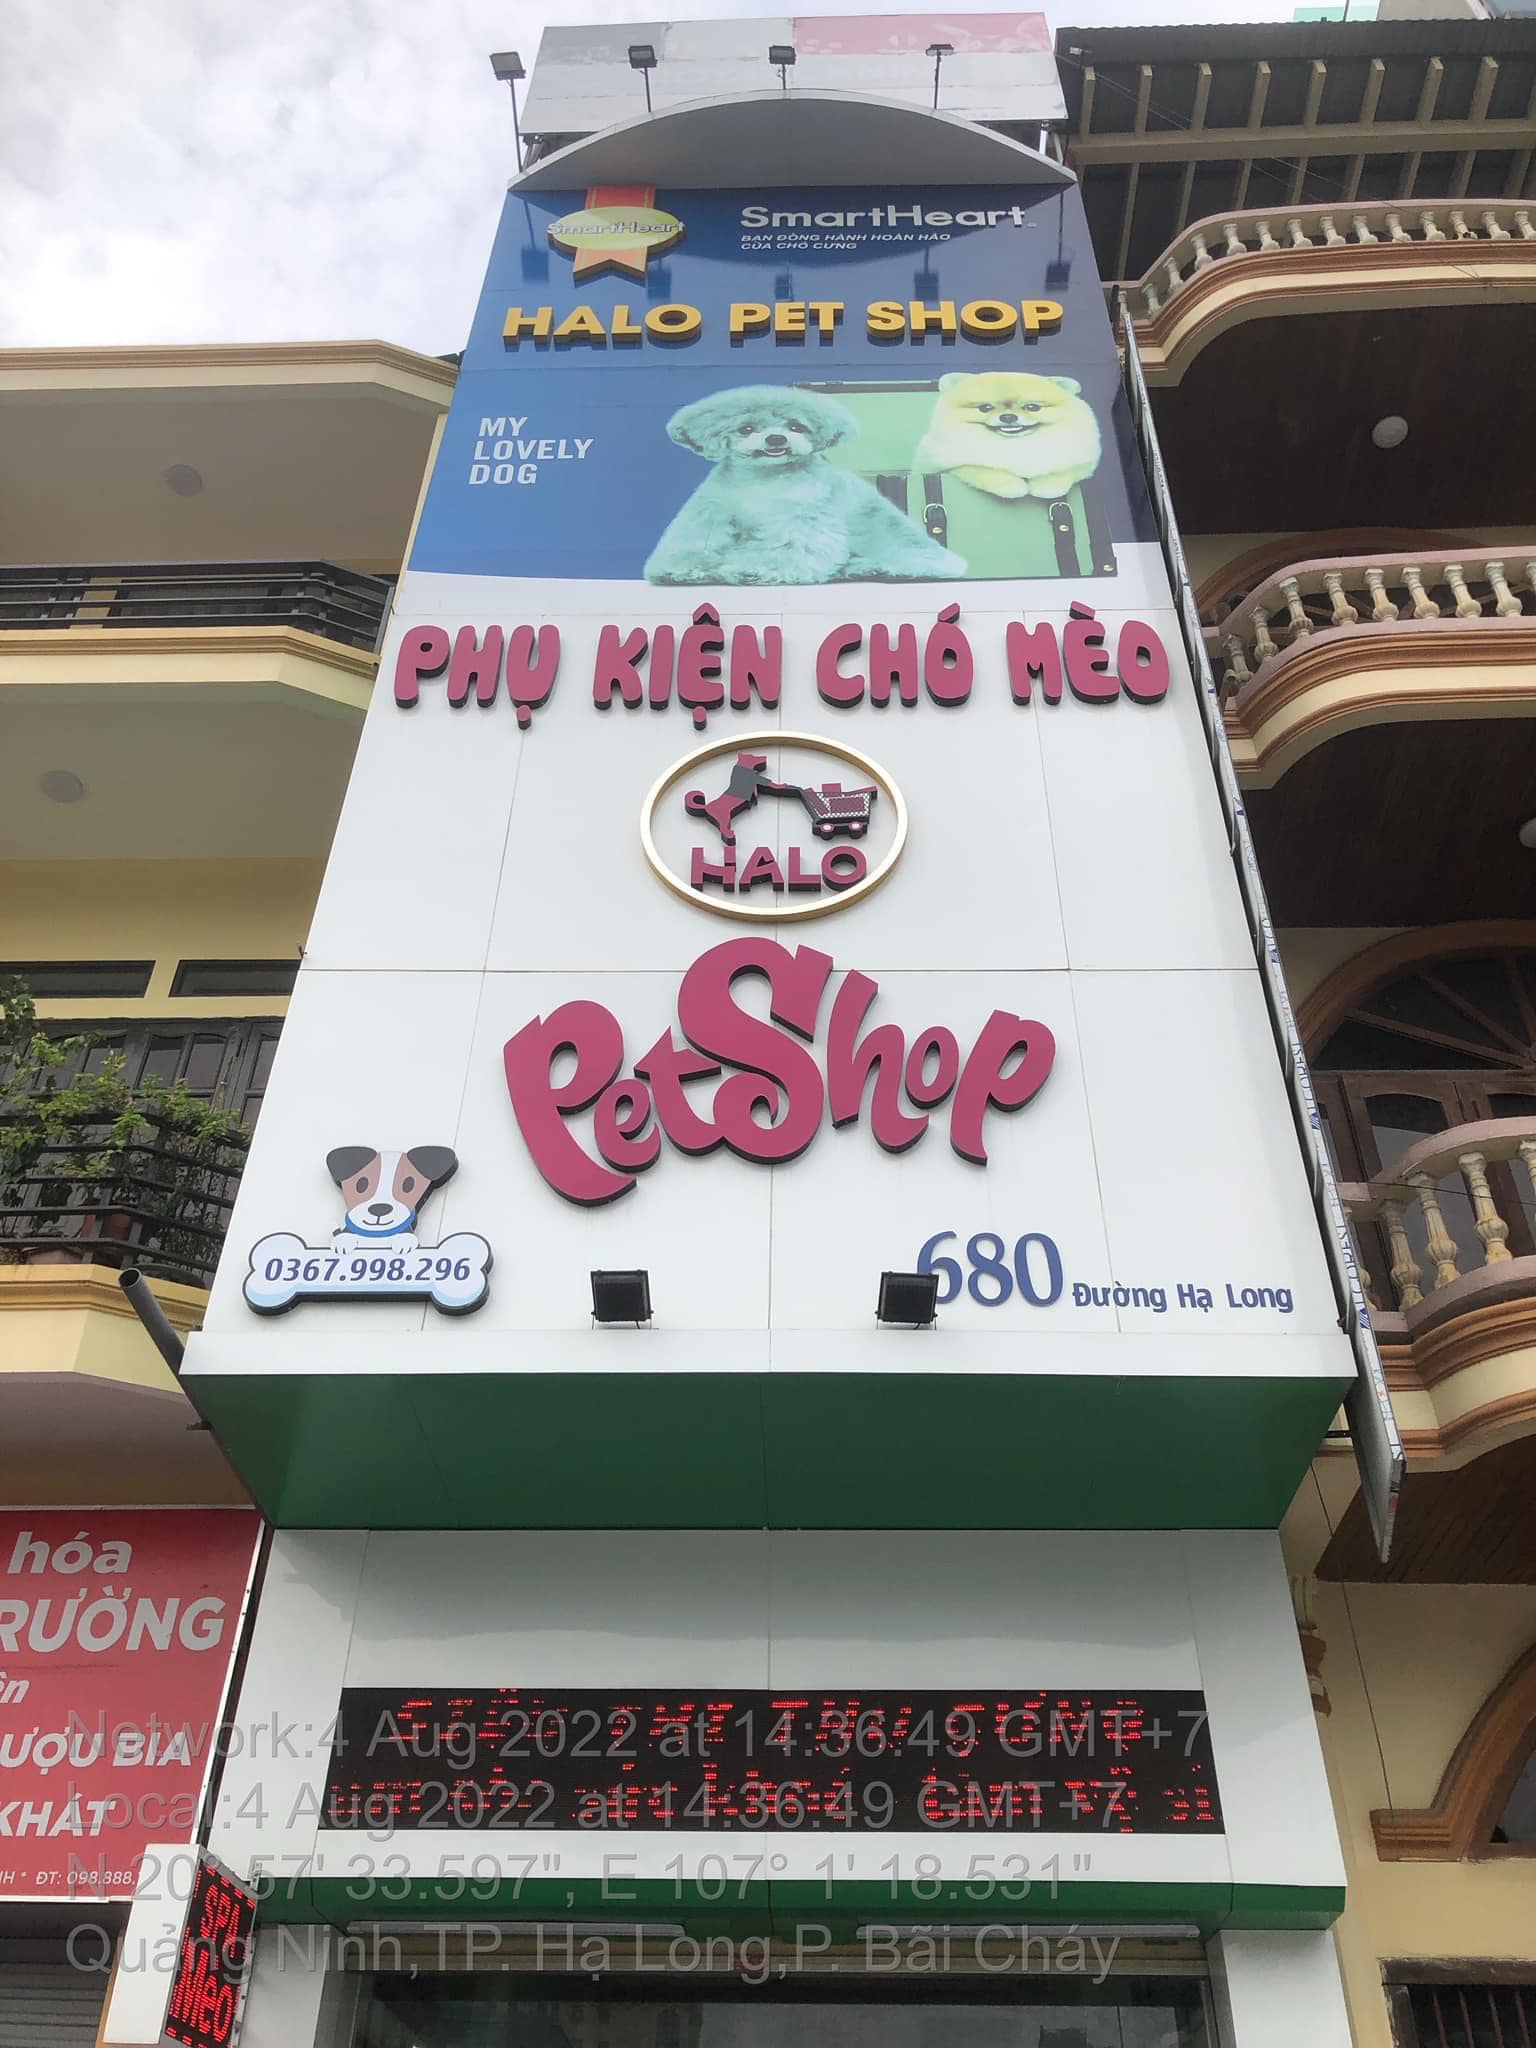 SmartHeart
SmartHeart
BẠN ĐỒNG HÀNH HOÀN HẢO
CỦA CHÓ CƯNG
HALO PET SHOP
MY
LOVELY
DOG
PHỤ KIỆN CHÓ MÈO
HALO
PetShop
0367.998.296
680 Đường Hạ Long
hóa
RƯỜNG
ƯỢU BIA
KHÁT
ĐT: 098.888.
SPA
Network:4 Aug 2022 at 14:36:49 GMT+7
Local:4 Aug 2022 at 14:36:49 GMT+7
N 20° 57' 33.597", E 107° 1' 18.531"
Quảng Ninh,TP. Hạ Long,P. Bãi Cháy